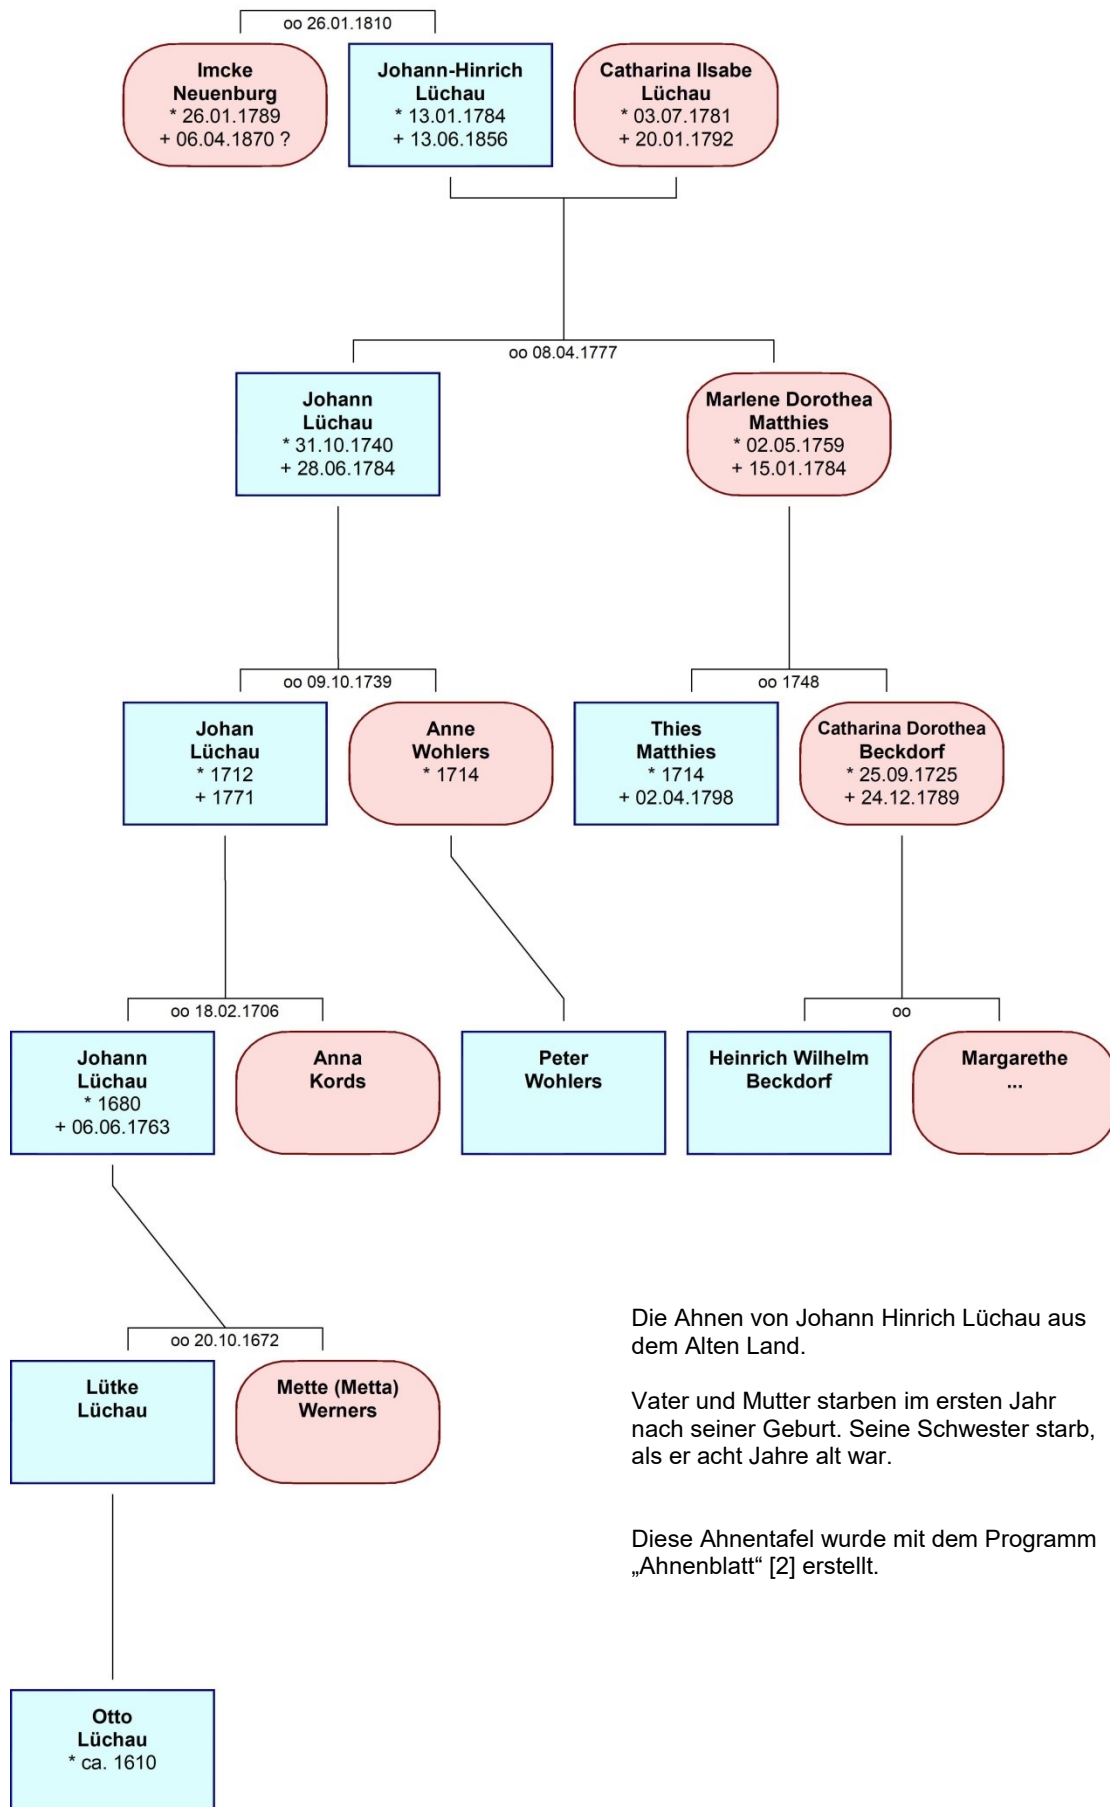 oo 26.01.1810
Imcke
Neuenburg
* 26.01.1789
+ 06.04.1870 ?
Johann-Hinrich
Lüchau
* 13.01.1784
+ 13.06.1856
Catharina Ilsabe
Lüchau
* 03.07.1781
+ 20.01.1792
oo 08.04.1777
Johann
Lüchau
* 31.10.1740
+ 28.06.1784
Marlene Dorothea
Matthies
* 02.05.1759
+ 15.01.1784
oo 09.10.1739
oo 1748
Johan
Lüchau
* 1712
+ 1771
Anne
Wohlers
* 1714
Thies
Matthies
* 1714
+ 02.04.1798
Catharina Dorothea
Beckdorf
* 25.09.1725
+ 24.12.1789
oo 18.02.1706
oo
Johann
Lüchau
* 1680
+ 06.06.1763
Anna
Kords
Peter
Wohlers
Heinrich Wilhelm
Beckdorf
Margarethe
...
oo 20.10.1672
Lütke
Lüchau
Mette (Metta)
Werners
Die Ahnen von Johann Hinrich Lüchau aus
dem Alten Land.
Vater und Mutter starben im ersten Jahr
nach seiner Geburt. Seine Schwester starb,
als er acht Jahre alt war.
Diese Ahnentafel wurde mit dem Programm
„Ahnenblatt“ [2] erstellt.
Otto
Lüchau
* ca. 1610